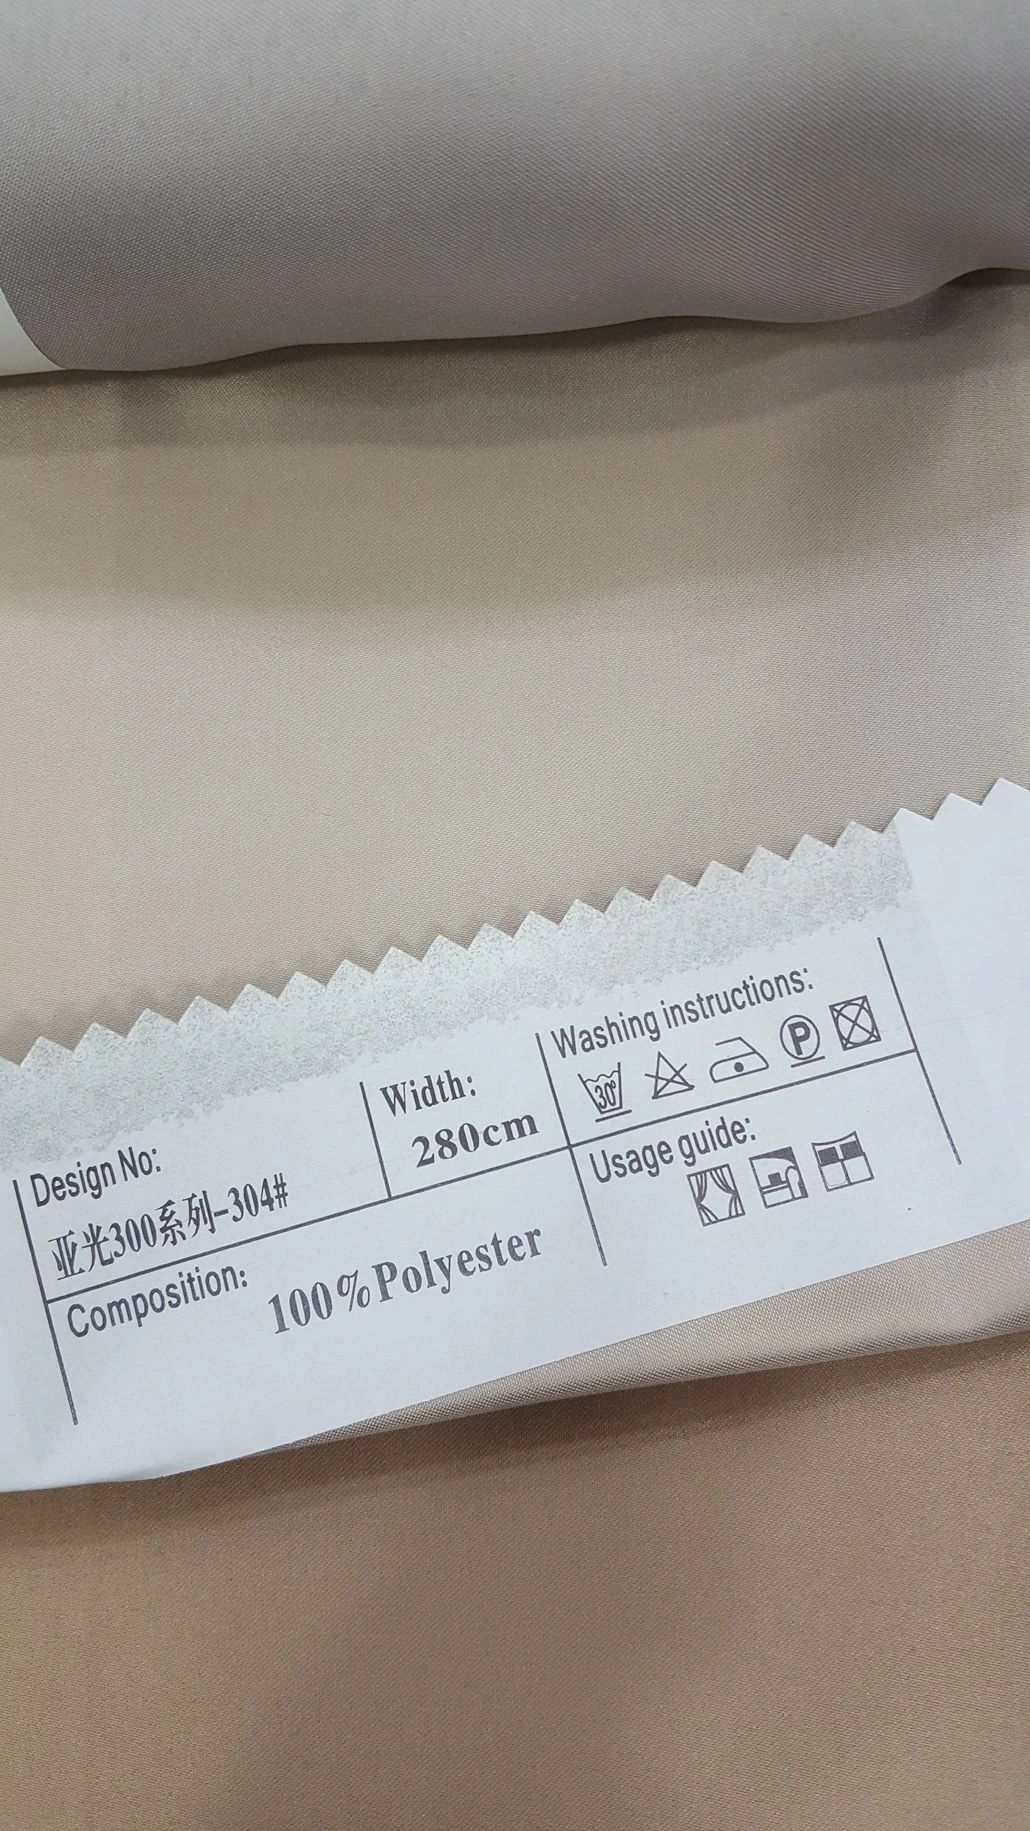 Design No:
亚光300系列-304#
Width:
280cm
Washing instructions:
30°
P
Composition:
100%Polyester
Usage guide: